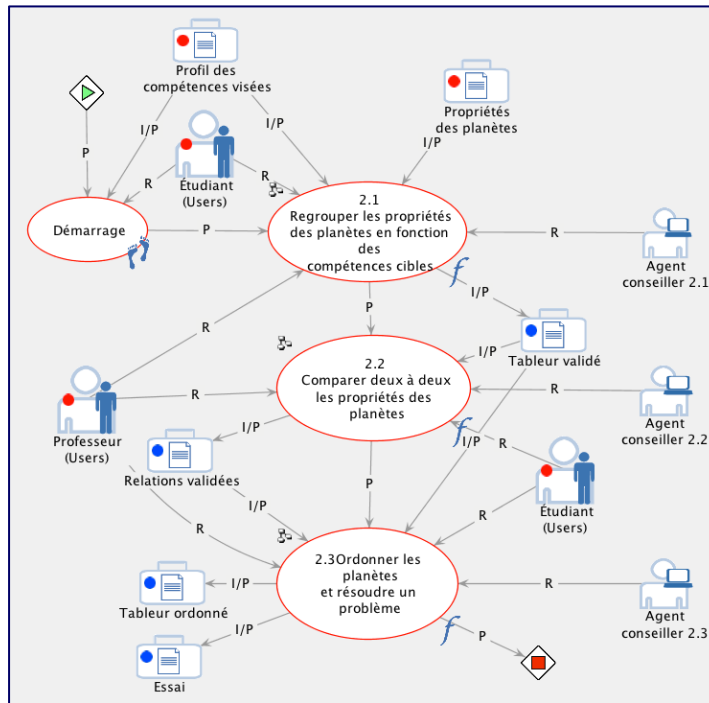 Profil des
compétences visées
Propriétés
des planètes
I/P
I/P
I/P
P
Étudiant
(Users)
R
R
Démarrage
P
2.1
Regrouper les propriétés
des planètes en fonction
des
compétences cibles
R
Agent
conseiller 2.1
f
I/P
P
R
Tableur validé
I/P
2.2
Comparer deux à deux
les propriétés des
planètes
R
Agent
conseiller 2.2
R
Professeur
(Users)
I/P
f
I/P
R
Relations validées
P
Étudiant
(Users)
I/P
R
R
2.3Ordonner les
planètes
et résoudre un
problème
I/P
Tableur ordonné
R
Agent
conseiller 2.3
I/P
f
P
Essai